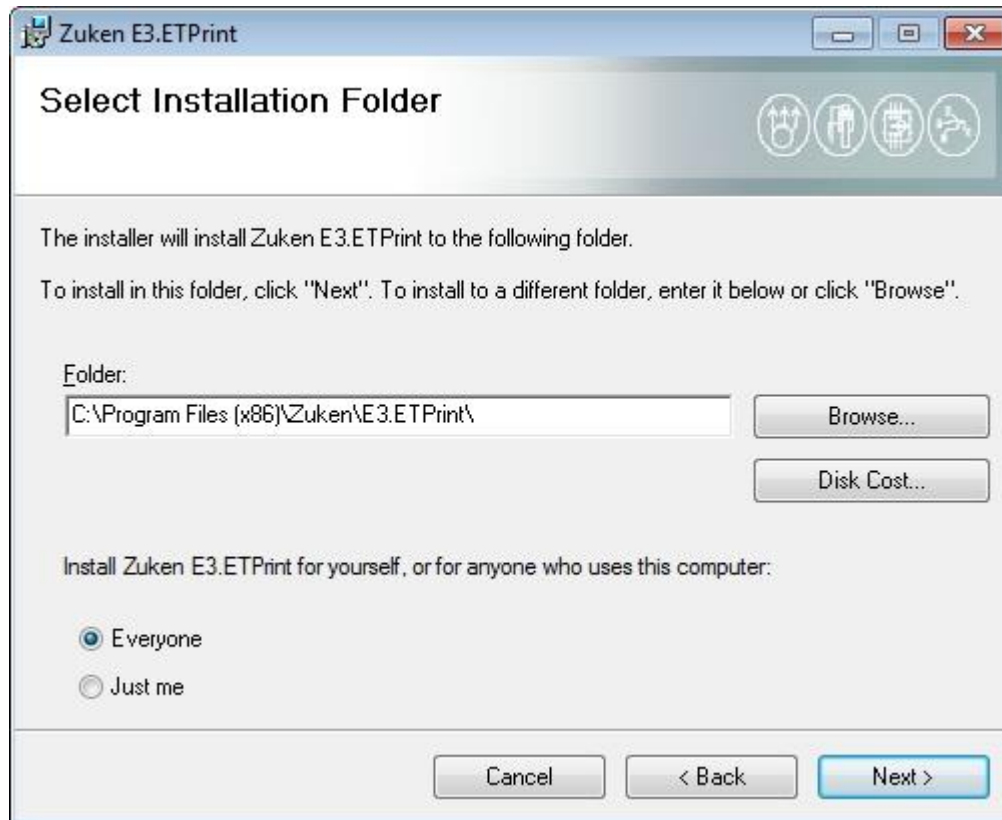 Zuken E3.ETPrint
Select Installation Folder
The installer will install Zuken E3.ETPrint to the following folder.
To install in this folder, click "Next". To install to a different folder, enter it below or click "Browse".
Folder:
C:\Program Files (x86)\Zuken\E3.ETPrint\
Browse...
Disk Cost...
Install Zuken E3.ETPrint for yourself, or for anyone who uses this computer:
Everyone
Just me
Cancel
< Back
Next >